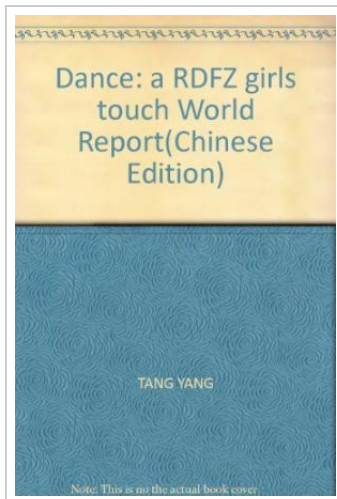 Dance: a RDFZ girls
touch World
Report(Chinese
Edition)
TANG YANG
Note: This is no the actual book cover